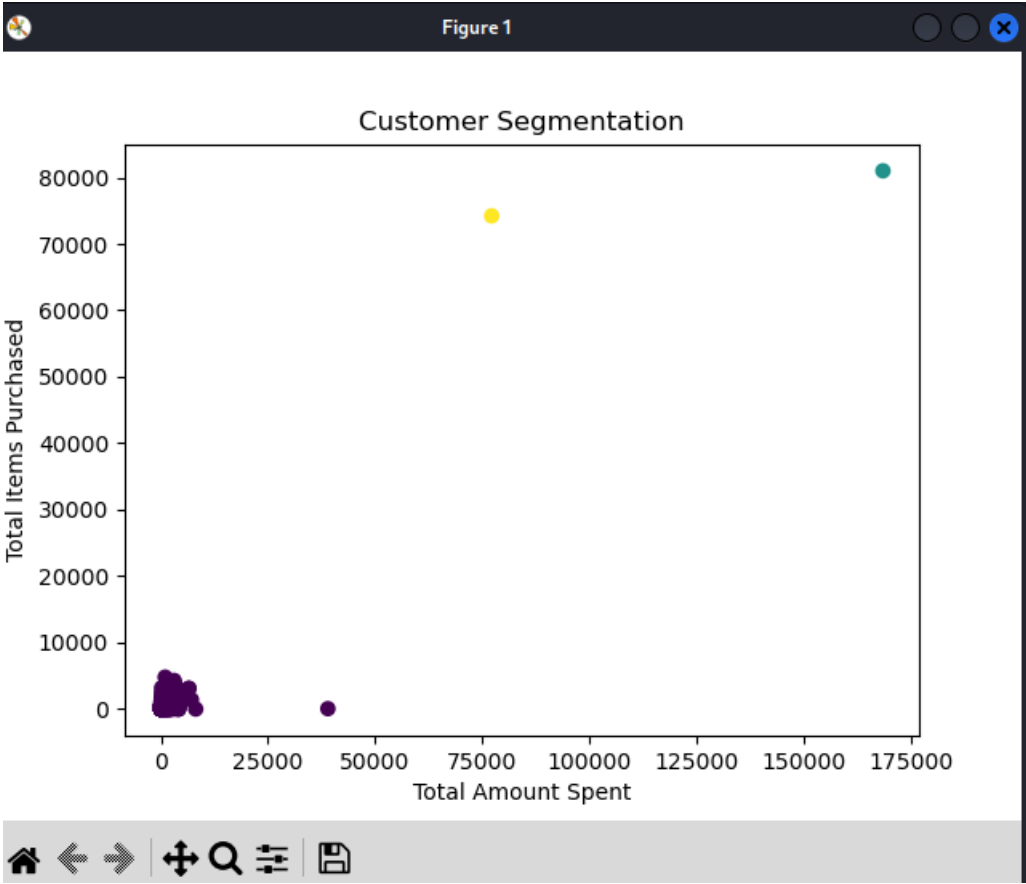 Figure 1
Customer Segmentation
80000
70000
60000
50000
40000
30000
20000
10000
0
Total Items Purchased
0 25000 50000 75000 100000 125000 150000 175000
Total Amount Spent